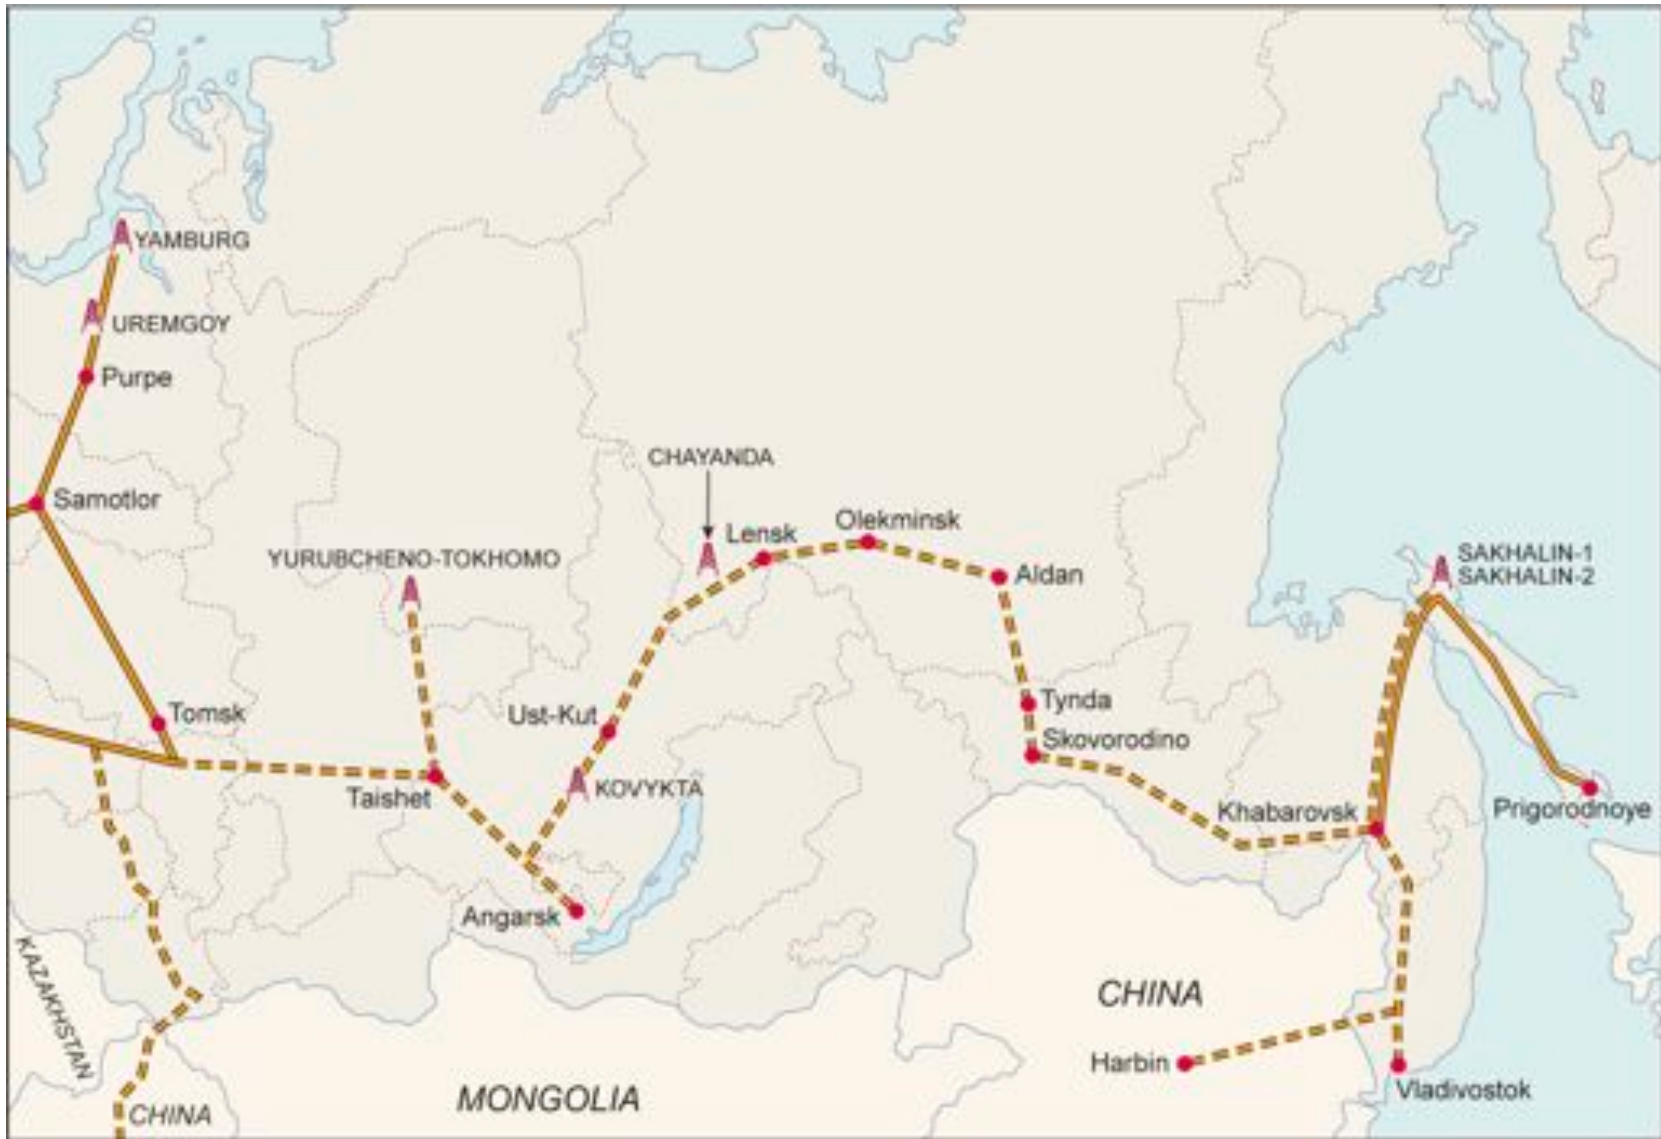 YAMBURG
UREMGOY
Purpe
CHAYANDA
Samotlor
Lensk
Olekminsk
YURUBCHENO-TOKHOMO
Aldan
SAKHALIN-1
SAKHALIN-2
Tomsk
Ust-Kut
Tynda
Skovorodino
Taishet
KOVYKTA
Khabarovsk
Prigorodnoye
Angarsk
KAZAKHSTAN
CHINA
Harbin
Vladivostok
MONGOLIA
CHINA